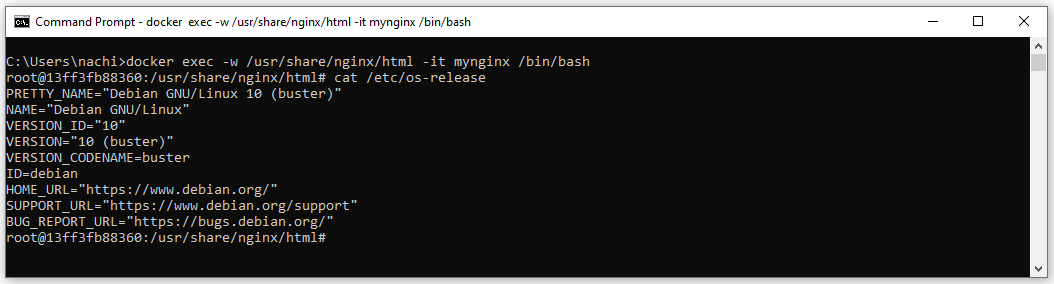 Command Prompt - docker exec -w /usr/share/nginx/html -it mynginx /bin/bash
C:\Users\nachi>docker exec -w /usr/share/nginx/html -it mynginx /bin/bash
root@13ff3fb88360:/usr/share/nginx/html# cat /etc/os-release
PRETTY_NAME="Debian GNU/Linux 10 (buster)"
NAME="Debian GNU/Linux"
VERSION_ID="10"
VERSION="10 (buster)"
VERSION_CODENAME=buster
ID=debian
HOME_URL="https://www.debian.org/"
SUPPORT_URL="https://www.debian.org/support"
BUG_REPORT_URL="https://bugs.debian.org/"
root@13ff3fb88360:/usr/share/nginx/html#